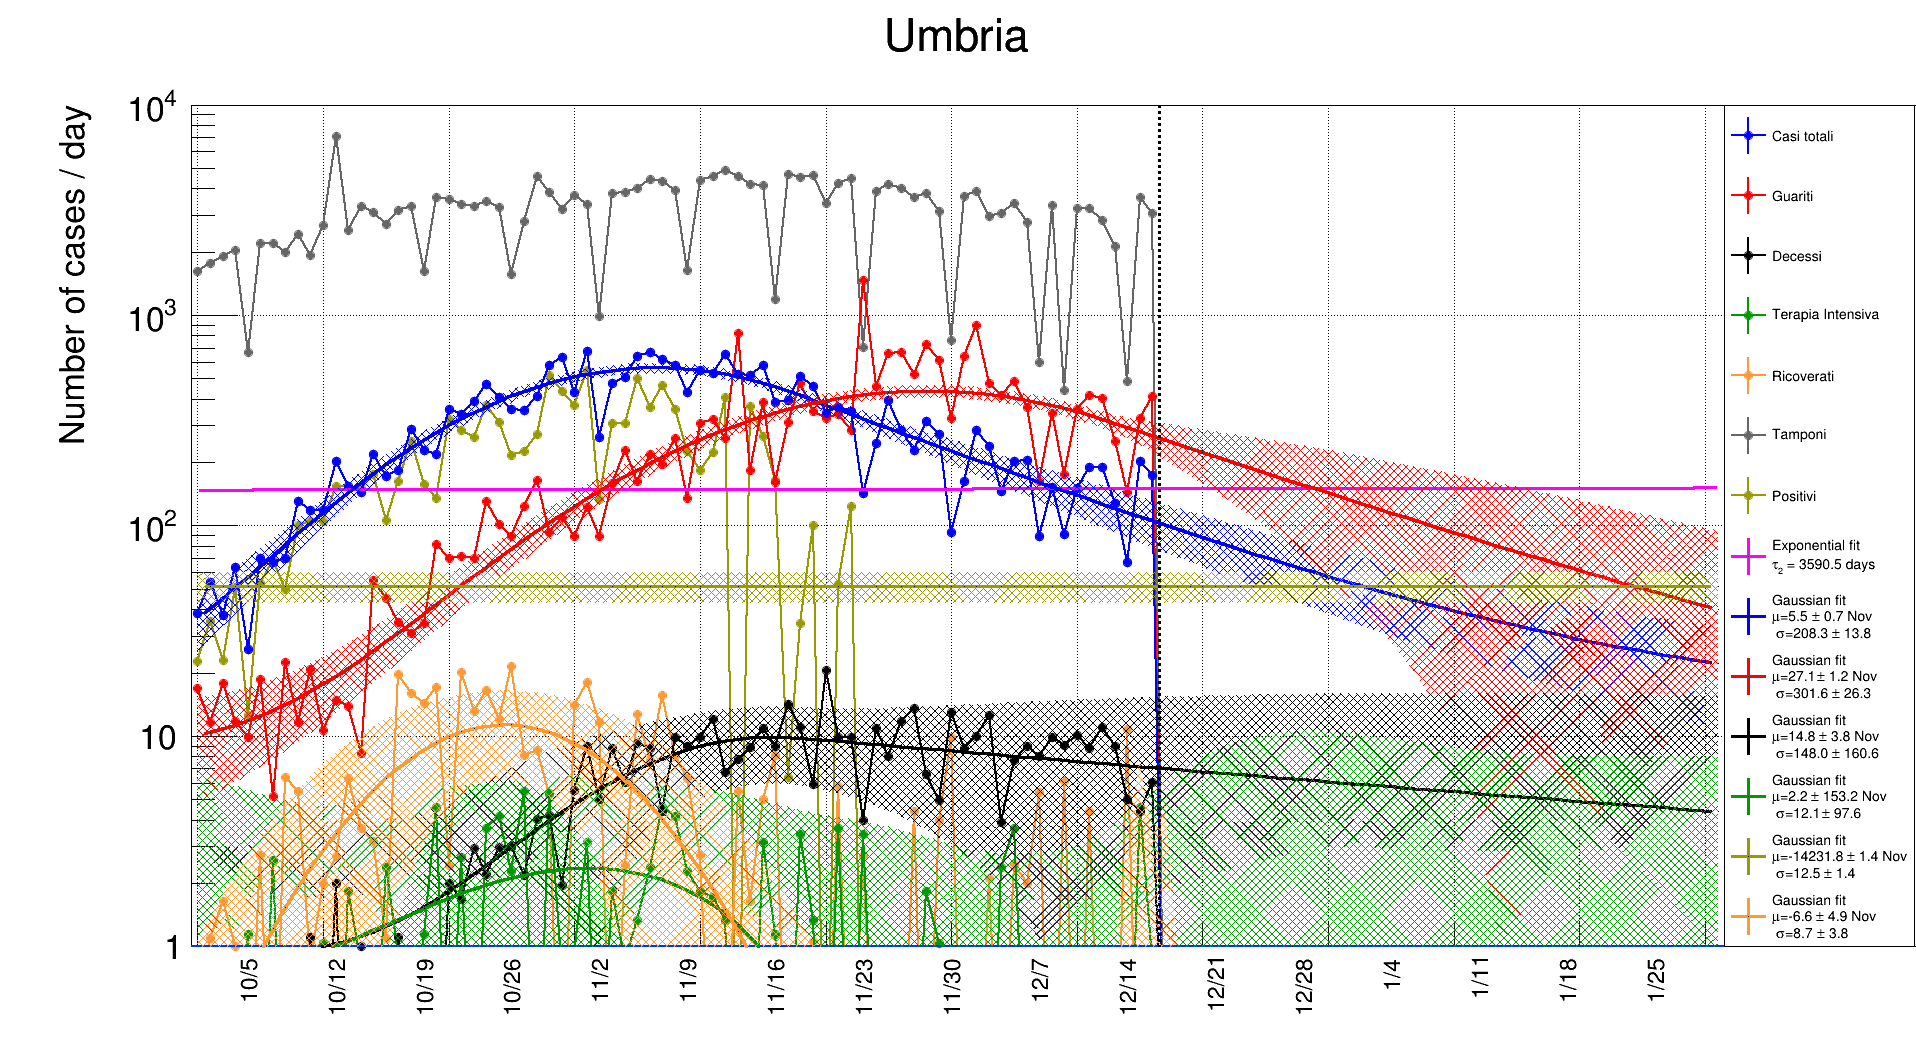 Umbria
Number of cases / day
10^4
10^3
10^2
10
1
10/5
10/12
10/19
10/26
11/2
11/9
11/16
11/23
11/30
12/7
12/14
12/21
12/28
1/4
1/11
1/18
1/25
Casi totali
Guariti
Decessi
Terapia Intensiva
Ricoverati
Tamponi
Positivi
Exponential fit
τ₂ = 3590.5 days
Gaussian fit
μ=5.5 ± 0.7 Nov
σ=208.3 ± 13.8
Gaussian fit
μ=27.1 ± 1.2 Nov
σ=301.6 ± 26.3
Gaussian fit
μ=14.8 ± 3.8 Nov
σ=148.0 ± 160.6
Gaussian fit
μ=2.2 ± 153.2 Nov
σ=12.1 ± 97.6
Gaussian fit
μ=-14231.8 ± 1.4 Nov
σ=12.5 ± 1.4
Gaussian fit
μ=-6.6 ± 4.9 Nov
σ=8.7 ± 3.8